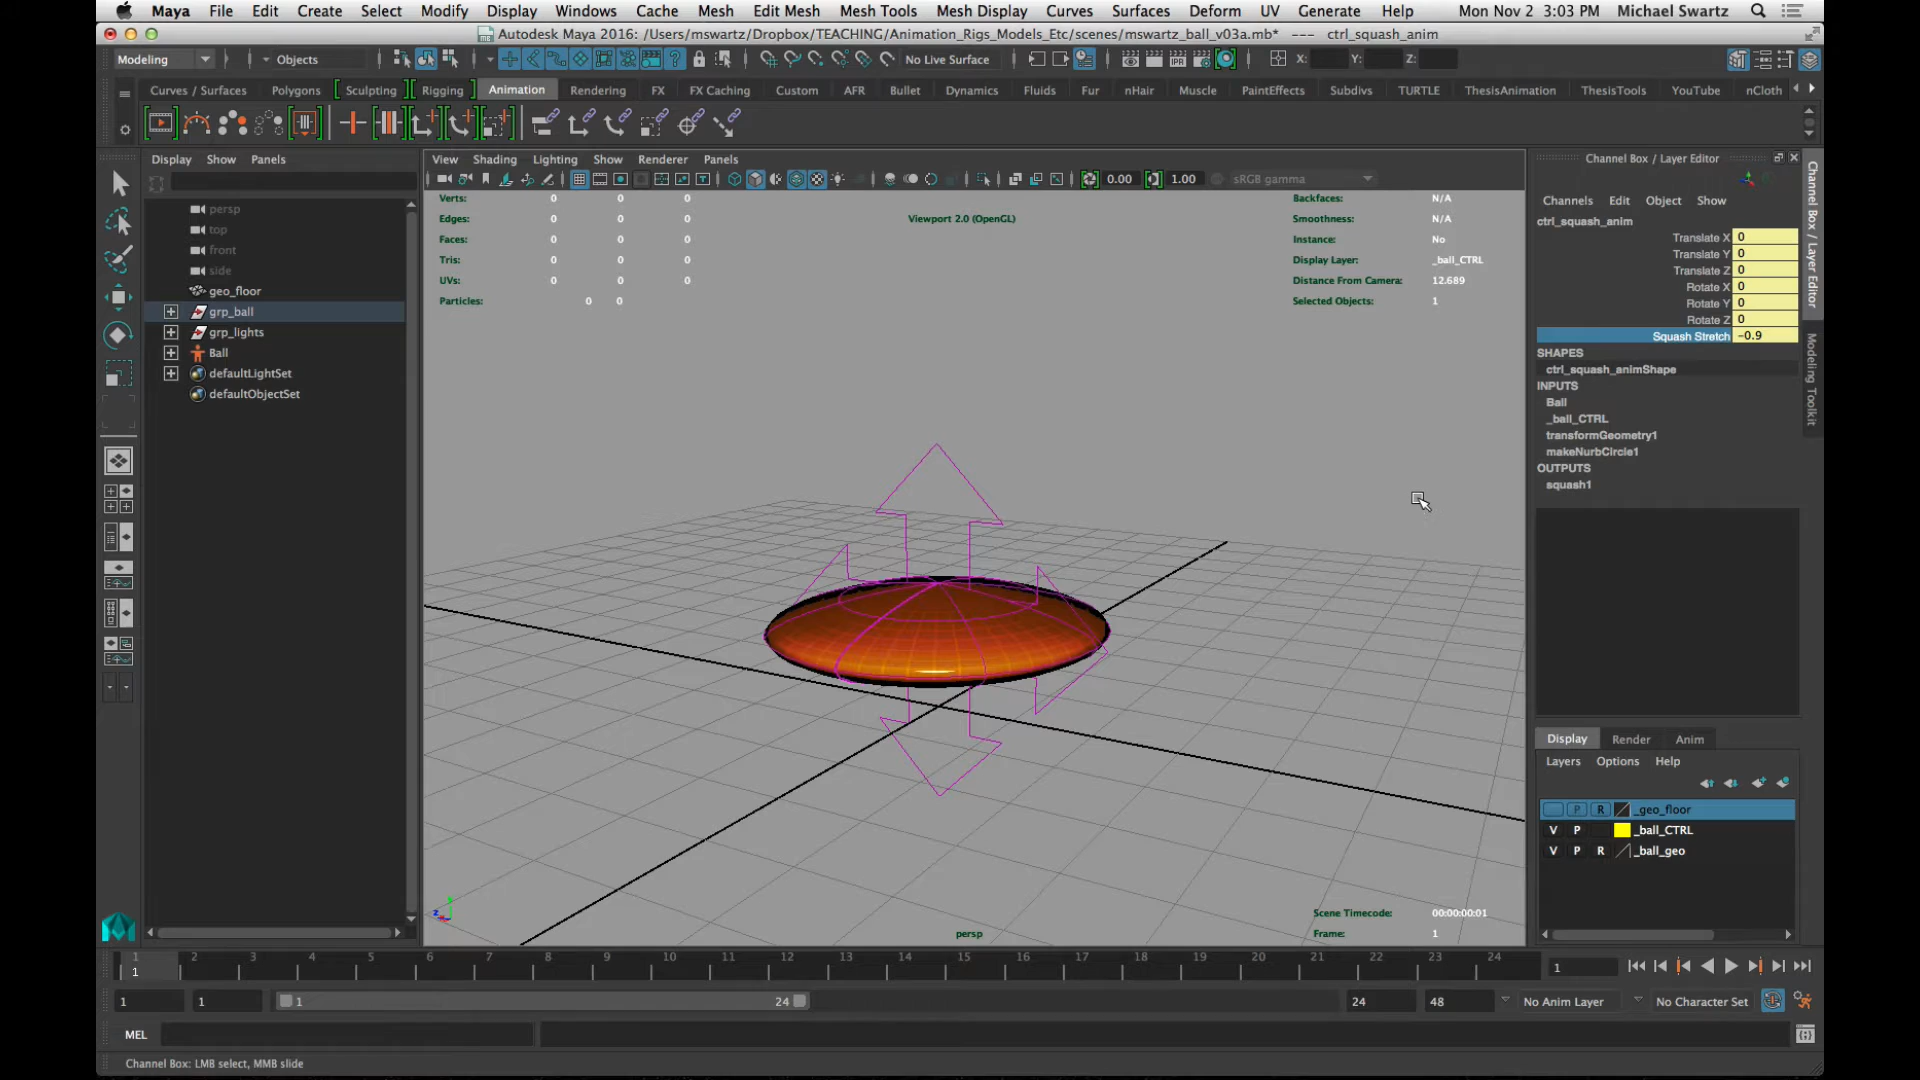 Maya File Edit Create Select Modify Display Windows Cache Mesh Edit Mesh Mesh Tools Mesh Display Curves Surfaces Deform UV Generate Help Mon Nov 2 3:03 PM Michael Swartz
Autodesk Maya 2016: /Users/mswartz/Dropbox/TEACHING/Animation_Rigs_Models_Etc/scenes/mswartz_ball_v03a.mb* --- ctrl_squash_anim
Modeling Objects No Live Surface X: Y: Z:
Curves / Surfaces Polygons Sculpting Rigging Animation Rendering FX FX Caching Custom AFR Bullet Dynamics Fluids Fur nHair Muscle PaintEffects Subdivs TURTLE ThesisAnimation ThesisTools YouTube nCloth
Display Show Panels
View Shading Lighting Show Renderer Panels
0.00 1.00 sRGB gamma
persp
top
front
side
geo_floor
grp_ball
grp_lights
Ball
defaultLightSet
defaultObjectSet
Verts: 0 0 0
Edges: 0 0 0
Faces: 0 0 0
Tris: 0 0 0
UVs: 0 0 0
Particles: 0 0
Viewport 2.0 (OpenGL)
Backfaces: N/A
Smoothness: N/A
Instance: No
Display Layer: _ball_CTRL
Distance From Camera: 12.689
Selected Objects: 1
Scene Timecode: 00:00:00:01
Frame: 1
persp
Channel Box / Layer Editor
Channels Edit Object Show
ctrl_squash_anim
Translate X 0
Translate Y 0
Translate Z 0
Rotate X 0
Rotate Y 0
Rotate Z 0
Squash Stretch -0.9
SHAPES
ctrl_squash_animShape
INPUTS
Ball
_ball_CTRL
transformGeometry1
makeNurbCircle1
OUTPUTS
squash1
Channel Box / Layer Editor
Modeling Toolkit
Display Render Anim
Layers Options Help
P R _geo_floor
V P _ball_CTRL
V P R _ball_geo
1 2 3 4 5 6 7 8 9 10 11 12 13 14 15 16 17 18 19 20 21 22 23 24
1 1
1 1 1 24 24 48 No Anim Layer No Character Set
MEL
Channel Box: LMB select, MMB slide